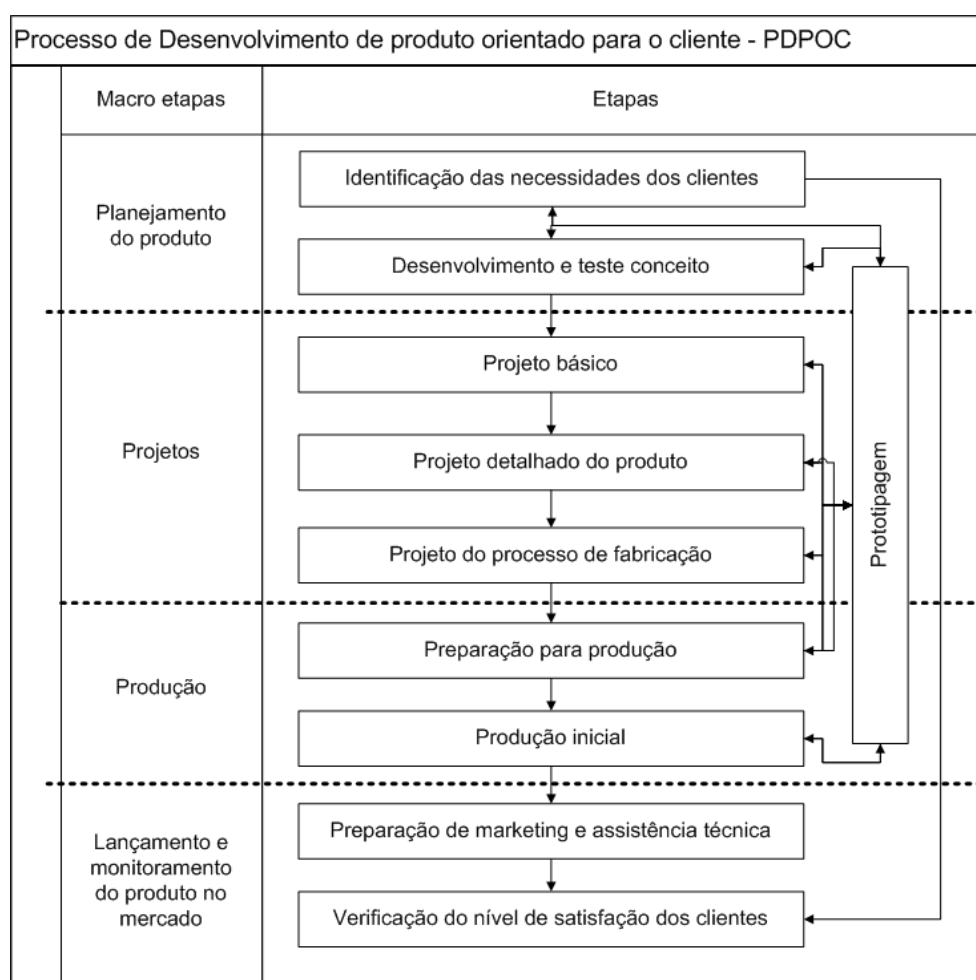 Processo de Desenvolvimento de produto orientado para o cliente - PDPOC
Macro etapas
Etapas
Planejamento
do produto
Identificação das necessidades dos clientes
Desenvolvimento e teste conceito
Projetos
Projeto básico
Projeto detalhado do produto
Projeto do processo de fabricação
Prototipagem
Produção
Preparação para produção
Produção inicial
Lançamento e
monitoramento
do produto no
mercado
Preparação de marketing e assistência técnica
Verificação do nível de satisfação dos clientes